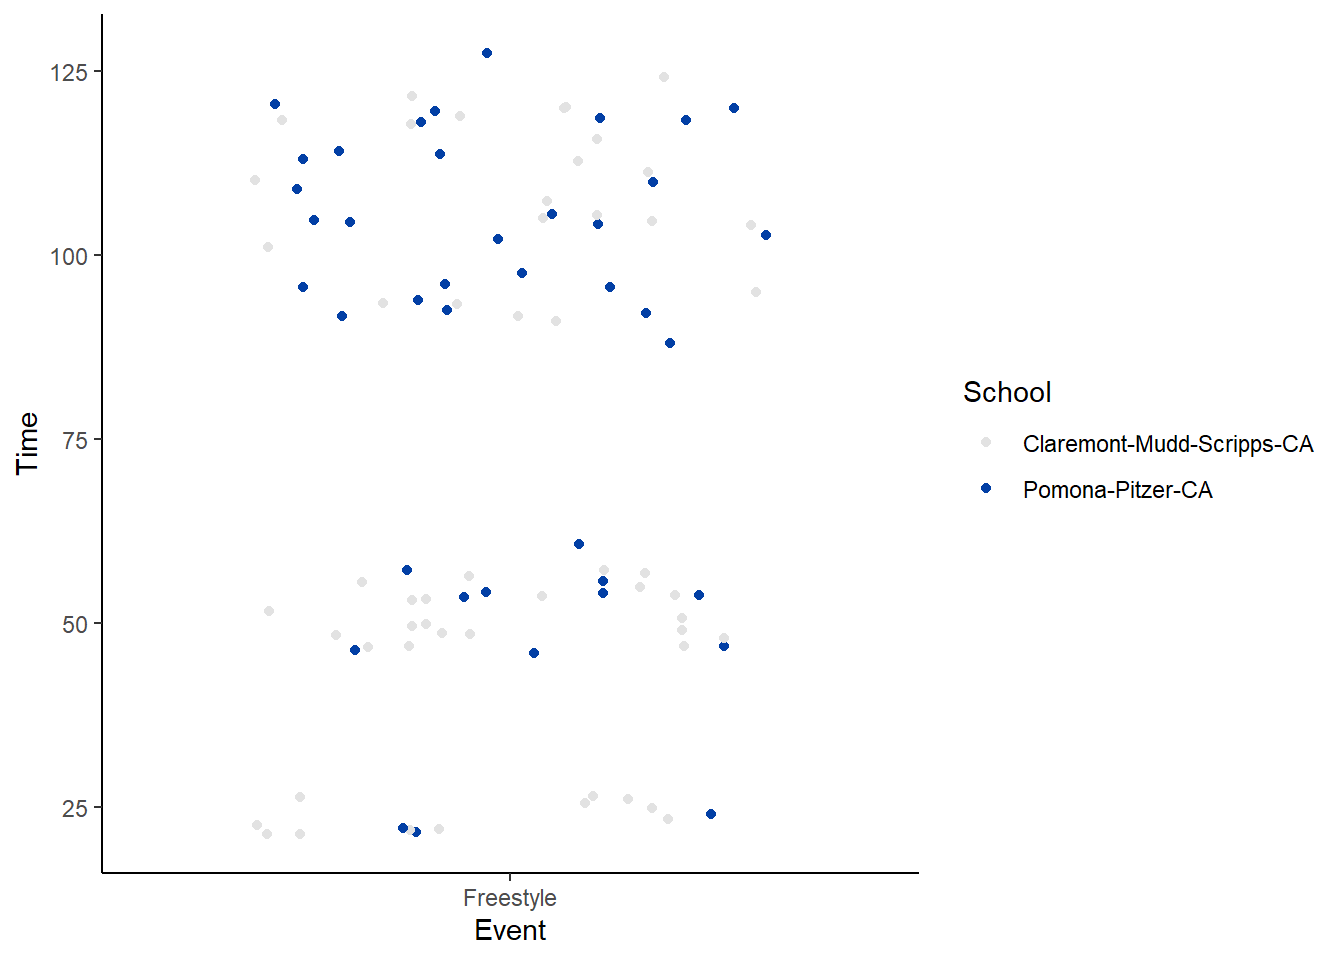 125
100
75
50
25
Time
Freestyle
Event
School
Claremont-Mudd-Scripps-CA
Pomona-Pitzer-CA